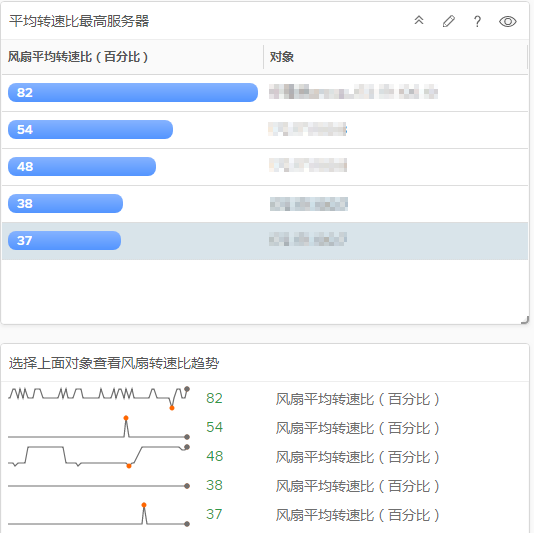 平均转速比最高服务器
?
风扇平均转速比（百分比） 对象
82
54
48
38
37
选择上面对象查看风扇转速比趋势
82 风扇平均转速比（百分比）
54 风扇平均转速比（百分比）
48 风扇平均转速比（百分比）
38 风扇平均转速比（百分比）
37 风扇平均转速比（百分比）